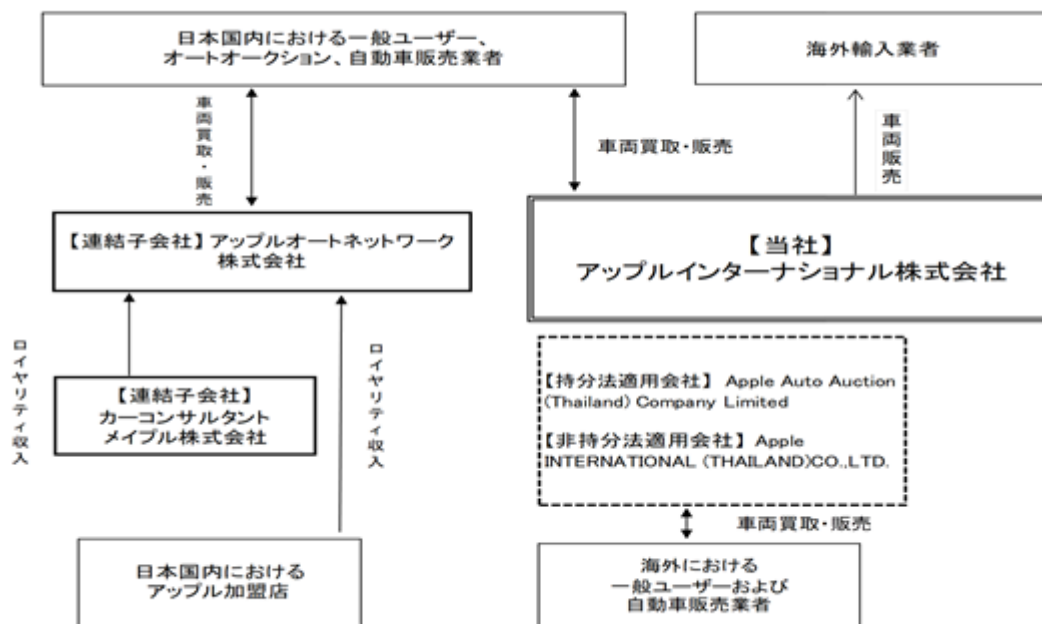 日本国内における一般ユーザー、
オートオークション、自動車販売業者
海外輸入業者
車両買取・販売
車両買取・販売
車両販売
【連結子会社】アップルオートネットワーク
株式会社
【当社】
アップルインターナショナル株式会社
ロイヤリティ収入
ロイヤリティ収入
【連結子会社】
カーコンサルタント
メイプル株式会社
【持分法適用会社】 Apple Auto Auction
(Thailand) Company Limited
【非持分法適用会社】 Apple
INTERNATIONAL (THAILAND)CO.,LTD.
車両買取・販売
日本国内における
アップル加盟店
海外における
一般ユーザーおよび
自動車販売業者